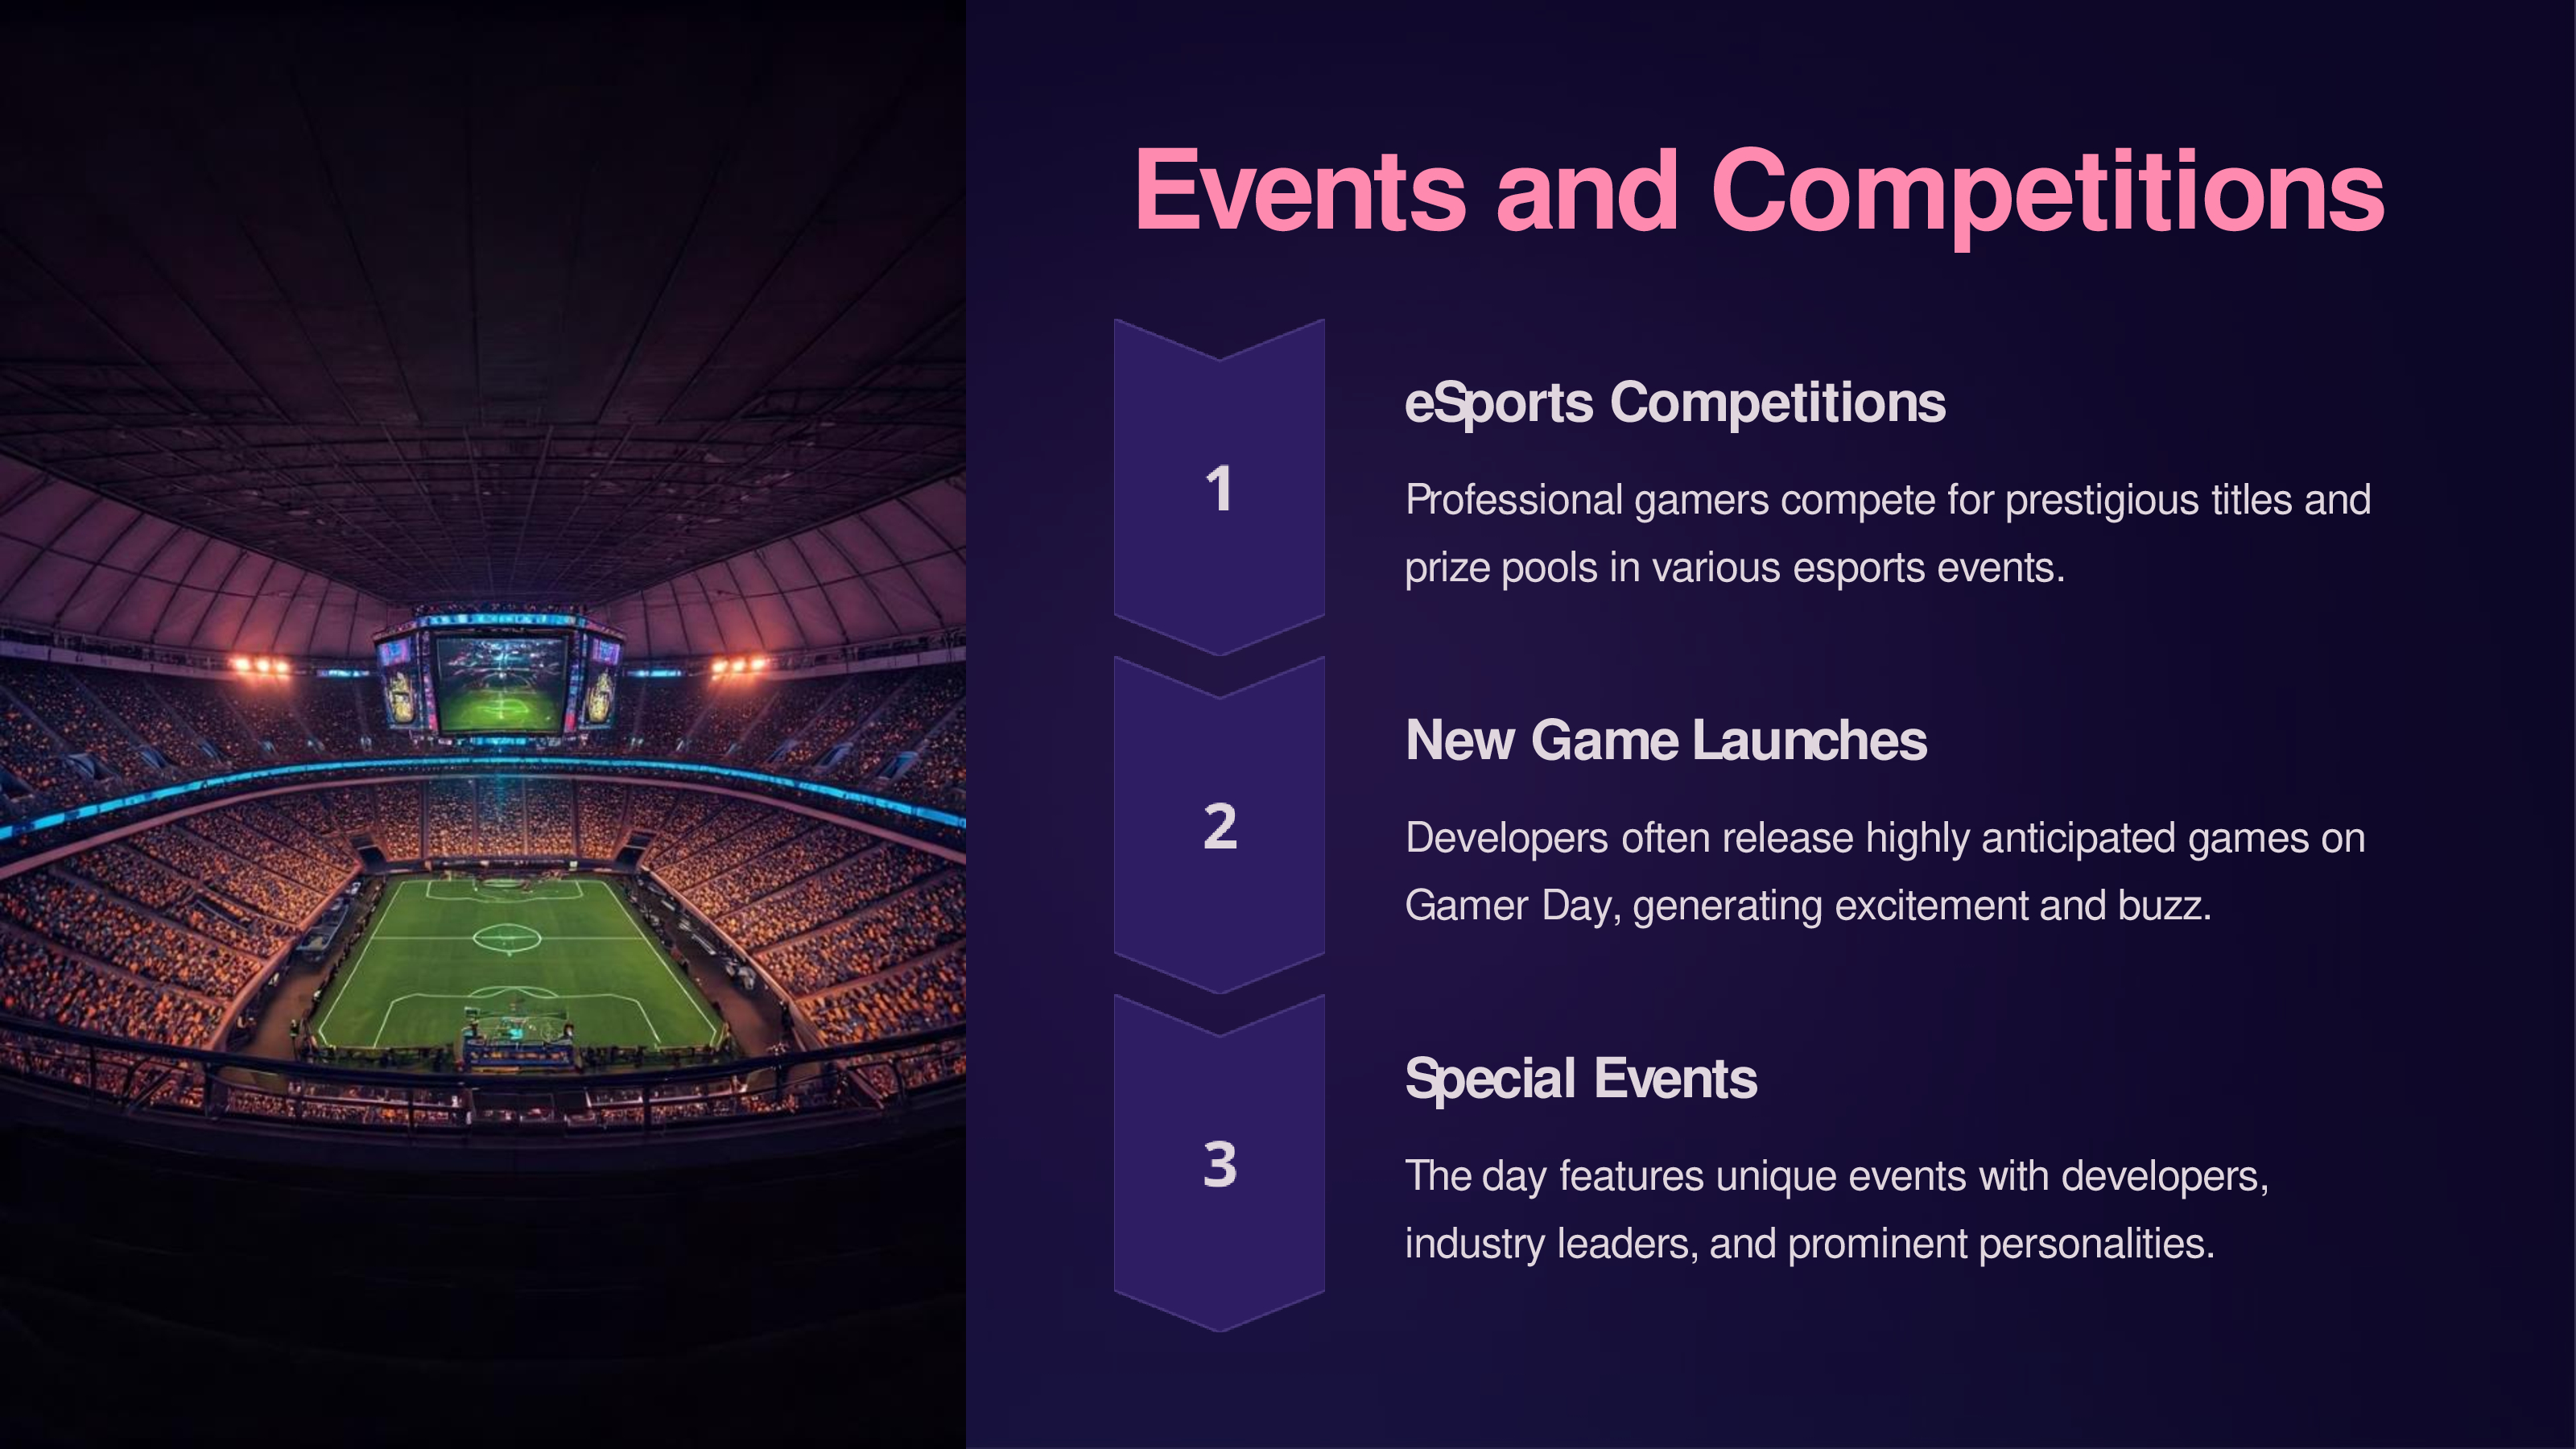 Events and Competitions
1
eSports Competitions
Professional gamers compete for prestigious titles and
prize pools in various esports events.
2
New Game Launches
Developers often release highly anticipated games on
Gamer Day, generating excitement and buzz.
3
Special Events
The day features unique events with developers,
industry leaders, and prominent personalities.